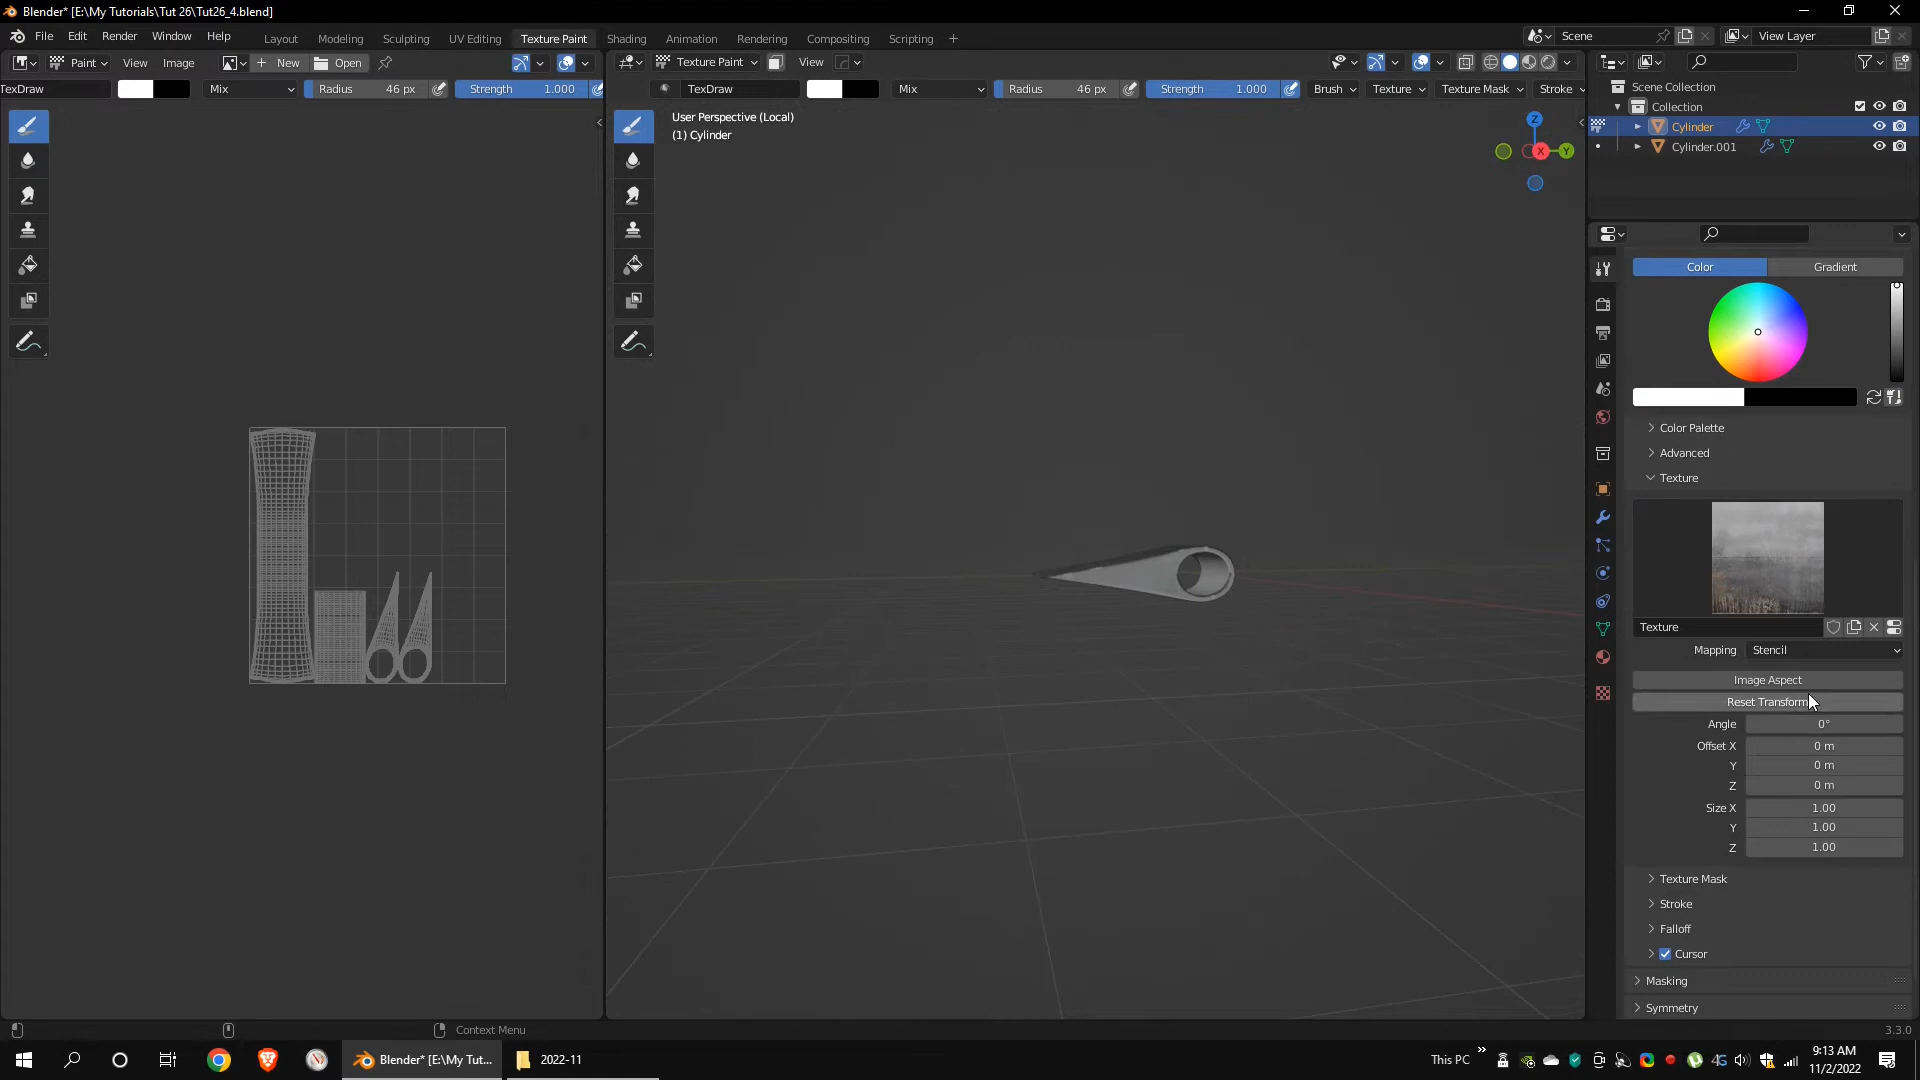 Blender* [E:\My Tutorials\Tut 26\Tut26_4.blend]
File Edit Render Window Help
Layout Modeling Sculpting UV Editing Texture Paint Shading Animation Rendering Compositing Scripting
Scene
View Layer
Paint View Image
New
Open
Texture Paint
View
TexDraw
Mix
Radius 46 px
Strength 1.000
TexDraw
Mix
Radius 46 px
Strength 1.000
Brush
Texture
Texture Mask
Stroke
User Perspective (Local)
(1) Cylinder
Z
X
Y
Scene Collection
Collection
Cylinder
Cylinder.001
Color
Gradient
Color Palette
Advanced
Texture
Texture
Mapping Stencil
Image Aspect
Reset Transform
Angle 0°
Offset X 0 m
Y 0 m
Z 0 m
Size X 1.00
Y 1.00
Z 1.00
Texture Mask
Stroke
Falloff
Cursor
Masking
Symmetry
Context Menu
3.3.0
Blender* [E:\My Tut...
2022-11
This PC
4G
9:13 AM
11/2/2022